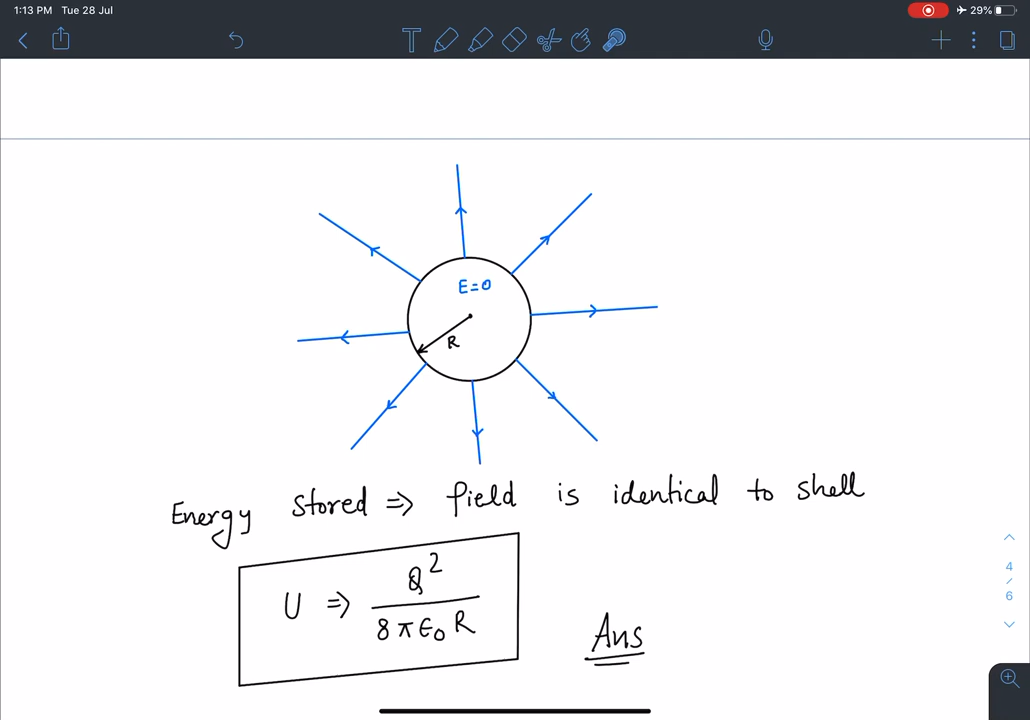 1:13 PM Tue 28 Jul
29%
T
E=0
R
Energy stored ⇒ field is identical to shell
U ⇒ Q²/8πϵ₀R
Ans
4
/
6